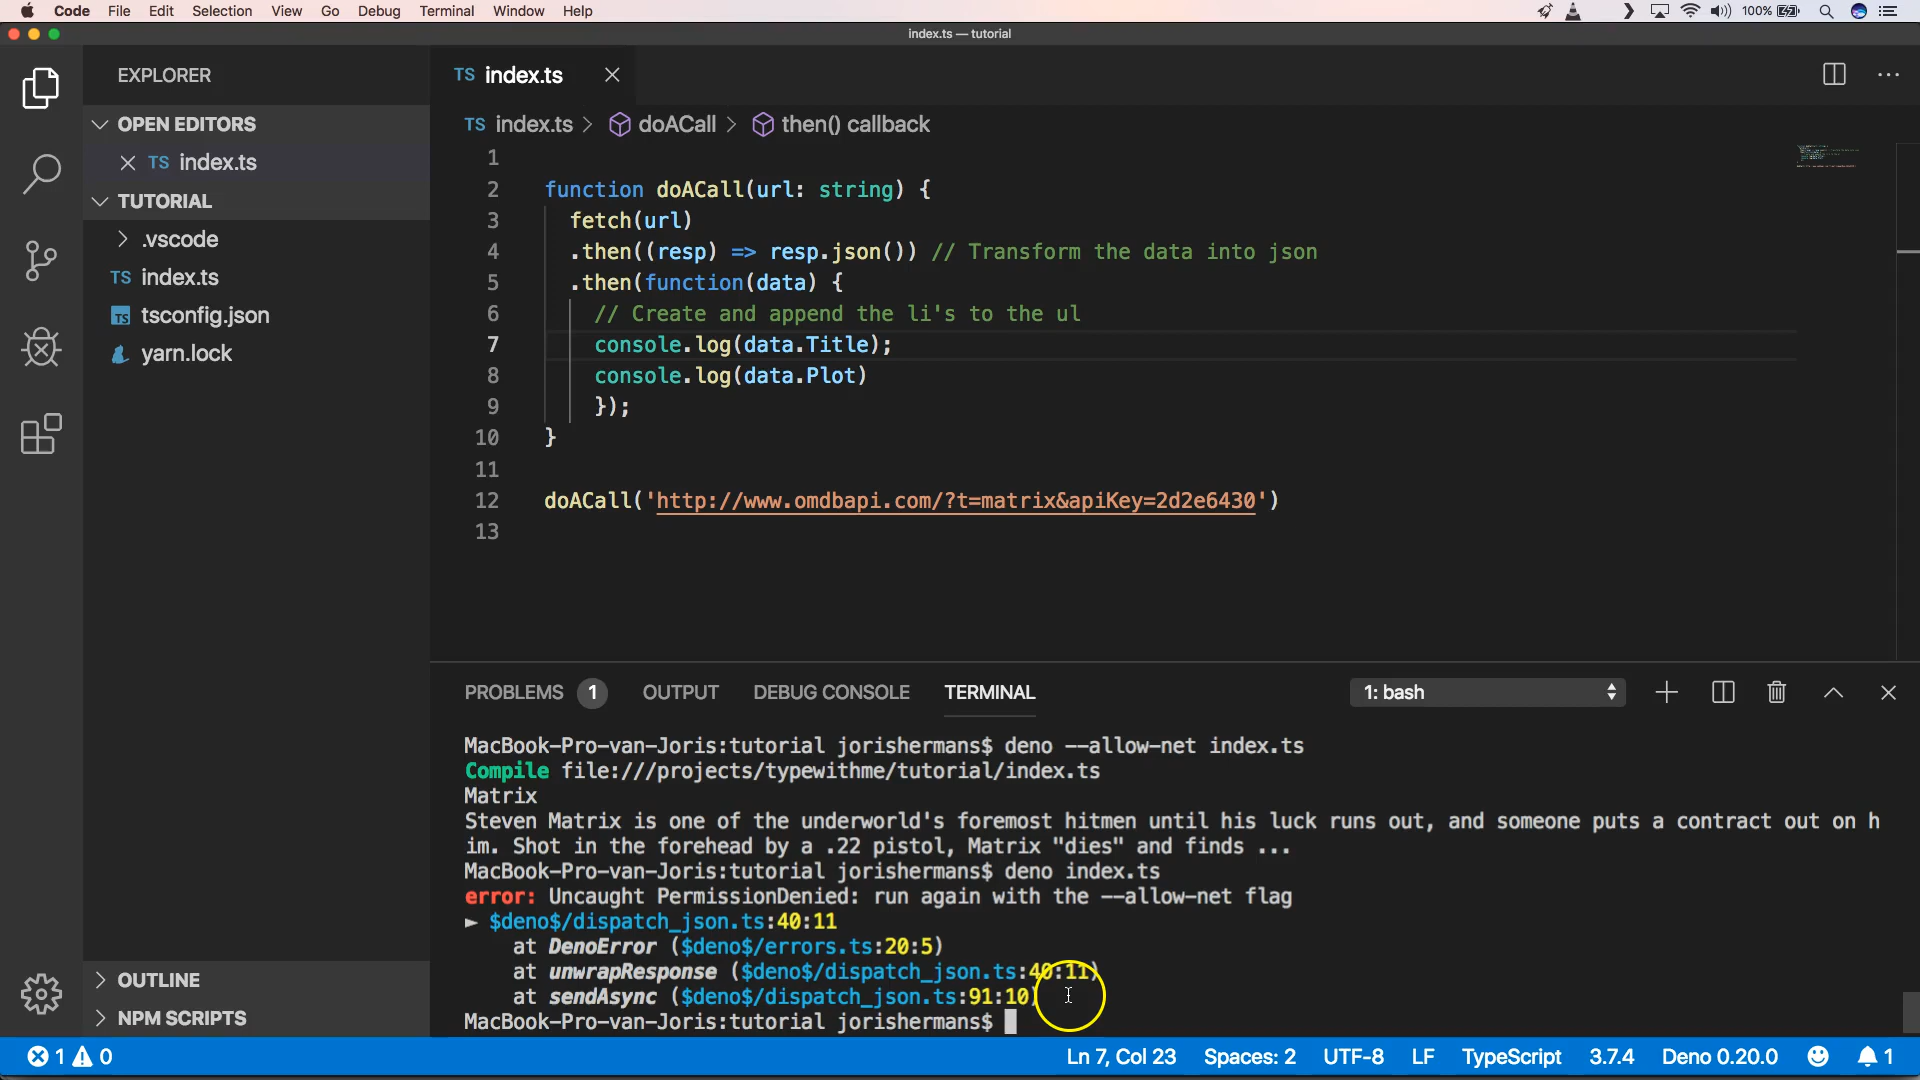 Code File Edit Selection View Go Debug Terminal Window Help 100%
index.ts — tutorial
EXPLORER
OPEN EDITORS
TS index.ts
TUTORIAL
.vscode
TS index.ts
TS tsconfig.json
yarn.lock
OUTLINE
NPM SCRIPTS
TS index.ts
TS index.ts > doACall > then() callback
1
2 function doACall(url: string) {
3 fetch(url)
4 .then((resp) => resp.json()) // Transform the data into json
5 .then(function(data) {
6 // Create and append the li's to the ul
7 console.log(data.Title);
8 console.log(data.Plot)
9 });
10 }
11
12 doACall('http://www.omdbapi.com/?t=matrix&apiKey=2d2e6430')
13
PROBLEMS 1 OUTPUT DEBUG CONSOLE TERMINAL 1: bash
MacBook-Pro-van-Joris:tutorial jorishermans$ deno --allow-net index.ts
Compile file:///projects/typewithme/tutorial/index.ts
Matrix
Steven Matrix is one of the underworld's foremost hitmen until his luck runs out, and someone puts a contract out on h
im. Shot in the forehead by a .22 pistol, Matrix "dies" and finds ...
MacBook-Pro-van-Joris:tutorial jorishermans$ deno index.ts
error: Uncaught PermissionDenied: run again with the --allow-net flag
► $deno$/dispatch_json.ts:40:11
at DenoError ($deno$/errors.ts:20:5)
at unwrapResponse ($deno$/dispatch_json.ts:40:11)
at sendAsync ($deno$/dispatch_json.ts:91:10)
MacBook-Pro-van-Joris:tutorial jorishermans$
1 0 Ln 7, Col 23 Spaces: 2 UTF-8 LF TypeScript 3.7.4 Deno 0.20.0 1